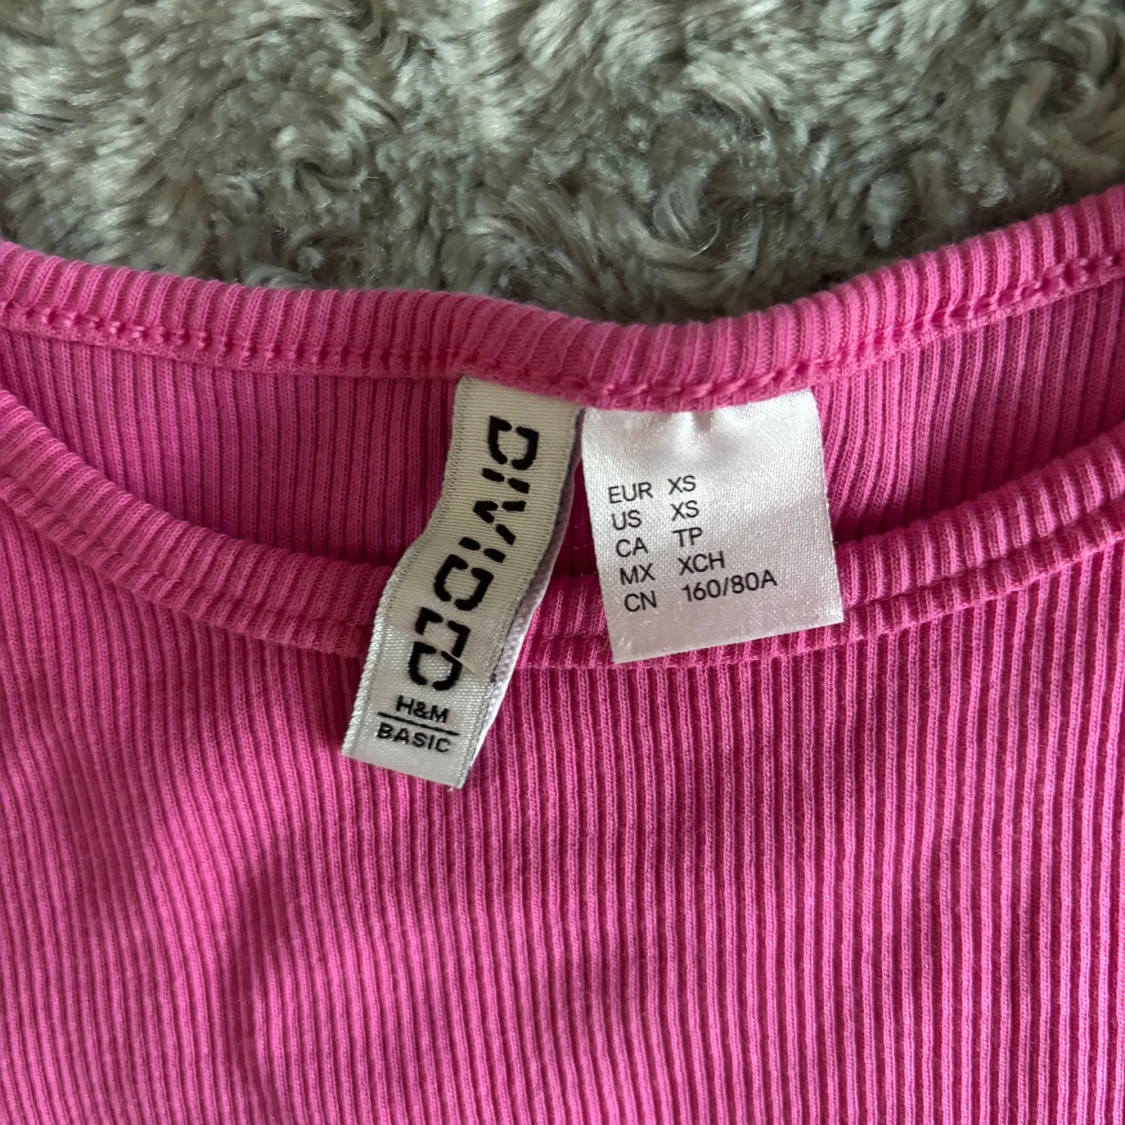 DIVIDED
H&M
BASIC
EUR XS
US XS
CA TP
MX XCH
CN 160/80A